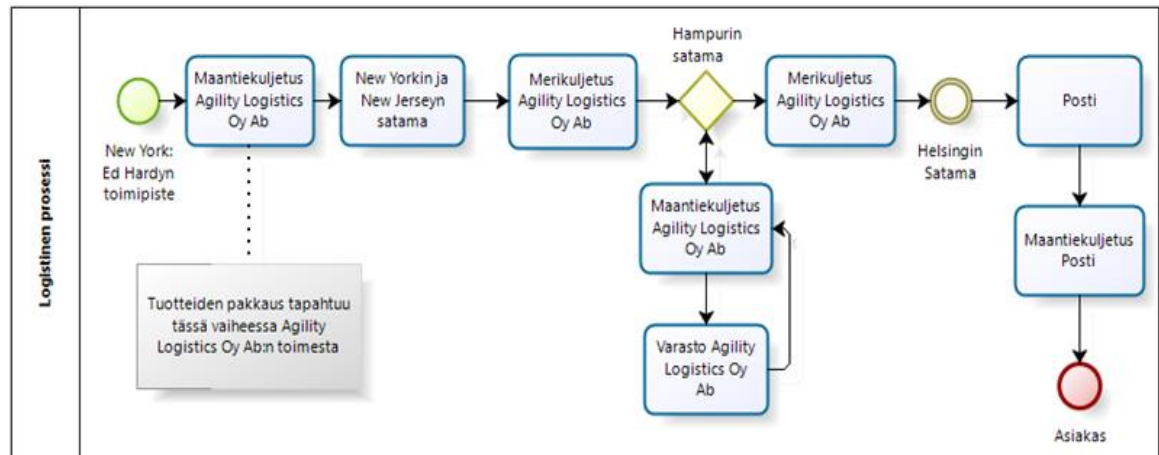 Logistinen prosessi
New York:
Ed Hardyn
toimipiste
Maantiekuljetus
Agility Logistics
Oy Ab
New Yorkin ja
New Jerseyn
satama
Merikuljetus
Agility Logistics
Oy Ab
Hampurin
satama
Merikuljetus
Agility Logistics
Oy Ab
Helsingin
Satama
Posti
Maantiekuljetus
Agility Logistics
Oy Ab
Maantiekuljetus
Posti
Tuotteiden pakkaus tapahtuu
tässä vaiheessa Agility
Logistics Oy Ab:n toimesta
Varasto Agility
Logistics Oy
Ab
Asiakas